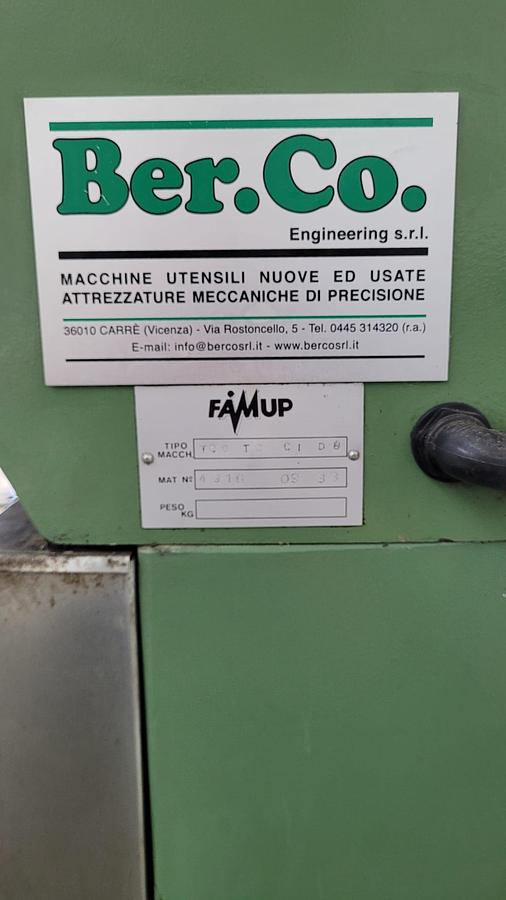 Ber.Co.
Engineering s.r.l.
MACCHINE UTENSILI NUOVE ED USATE
ATTREZZATURE MECCANICHE DI PRECISIONE
36010 CARRÈ (Vicenza) - Via Rostoncello, 5 - Tel. 0445 314320 (r.a.)
E-mail: info@bercosrl.it - www.bercosrl.it
FAMUP
TIPO
MACCH.
MAT Nº
PESO
KG